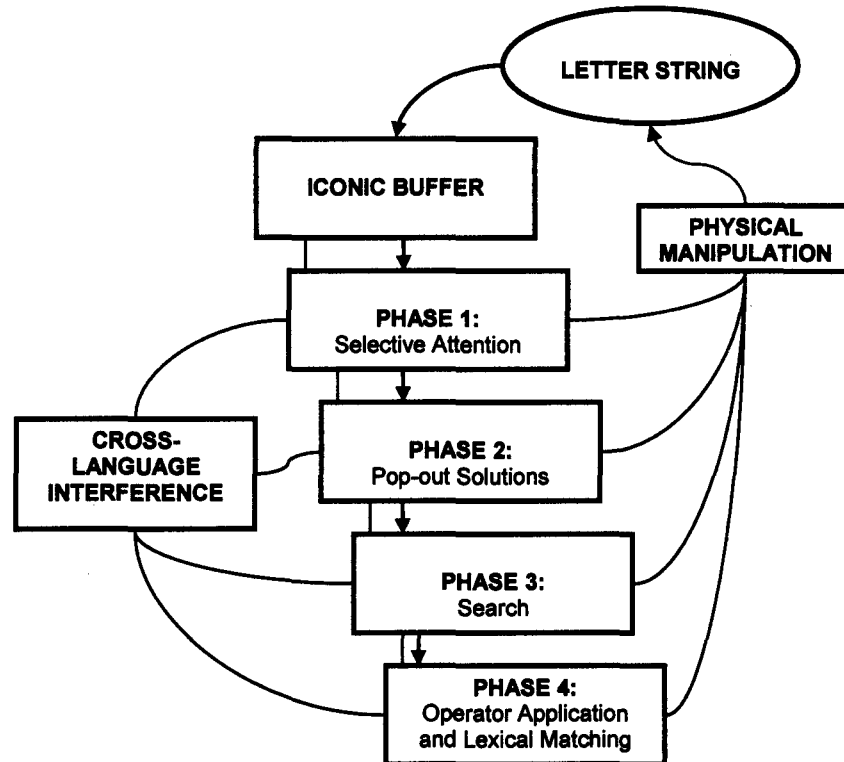 LETTER STRING
ICONIC BUFFER
PHYSICAL
MANIPULATION
PHASE 1:
Selective Attention
CROSS-
LANGUAGE
INTERFERENCE
PHASE 2:
Pop-out Solutions
PHASE 3:
Search
PHASE 4:
Operator Application
and Lexical Matching